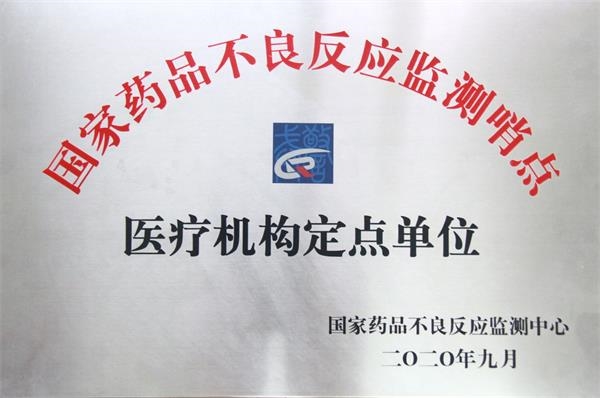 国家药品不良反应监测哨点
医疗机构定点单位
国家药品不良反应监测中心
二〇二〇年九月